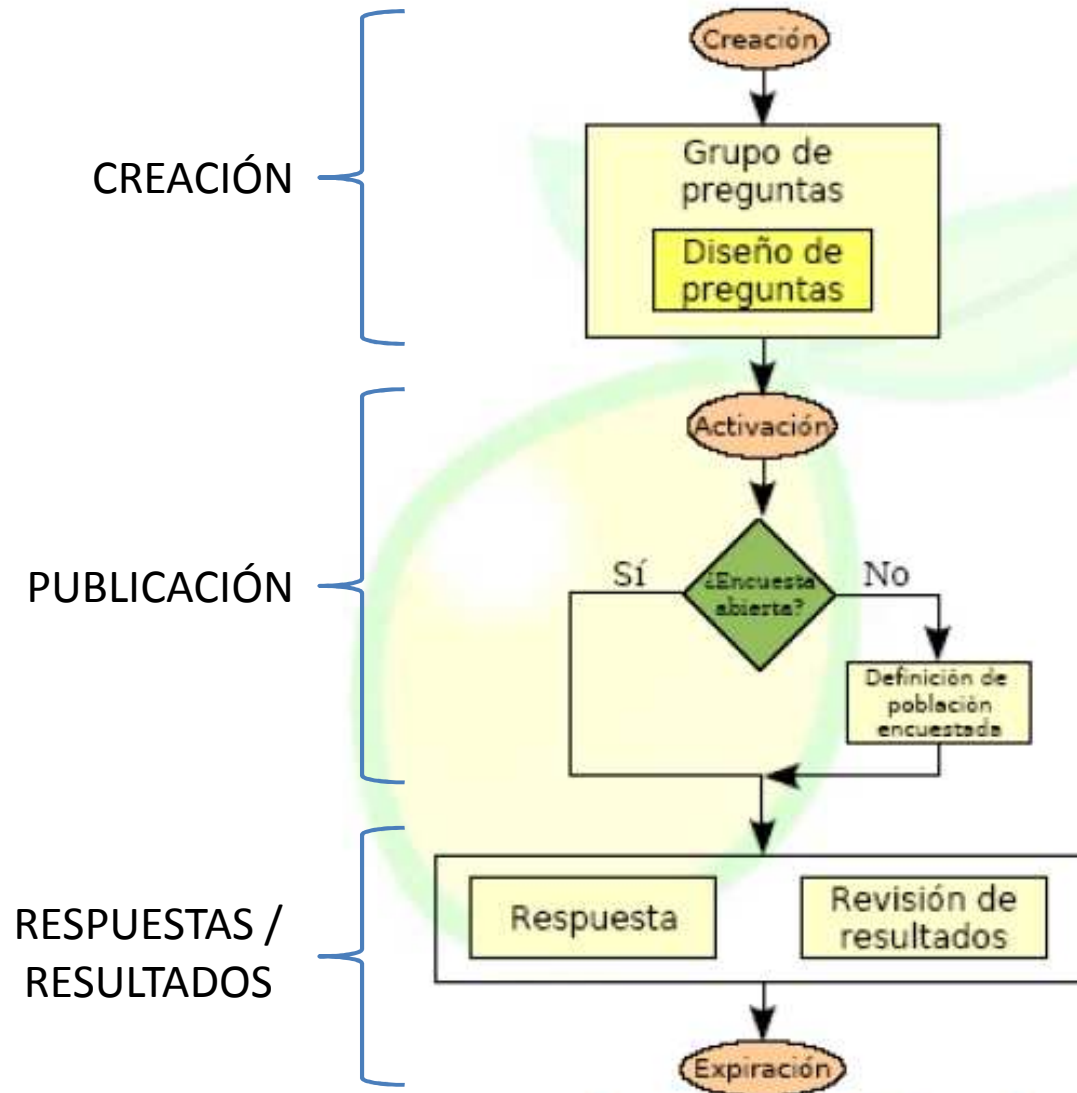 Creación
CREACIÓN
Grupo de
preguntas
Diseño de
preguntas
Activación
PUBLICACIÓN
Sí
¿Encuesta
abierta?
No
Definición de
población
encuestada
RESPUESTAS /
RESULTADOS
Respuesta
Revisión de
resultados
Expiración